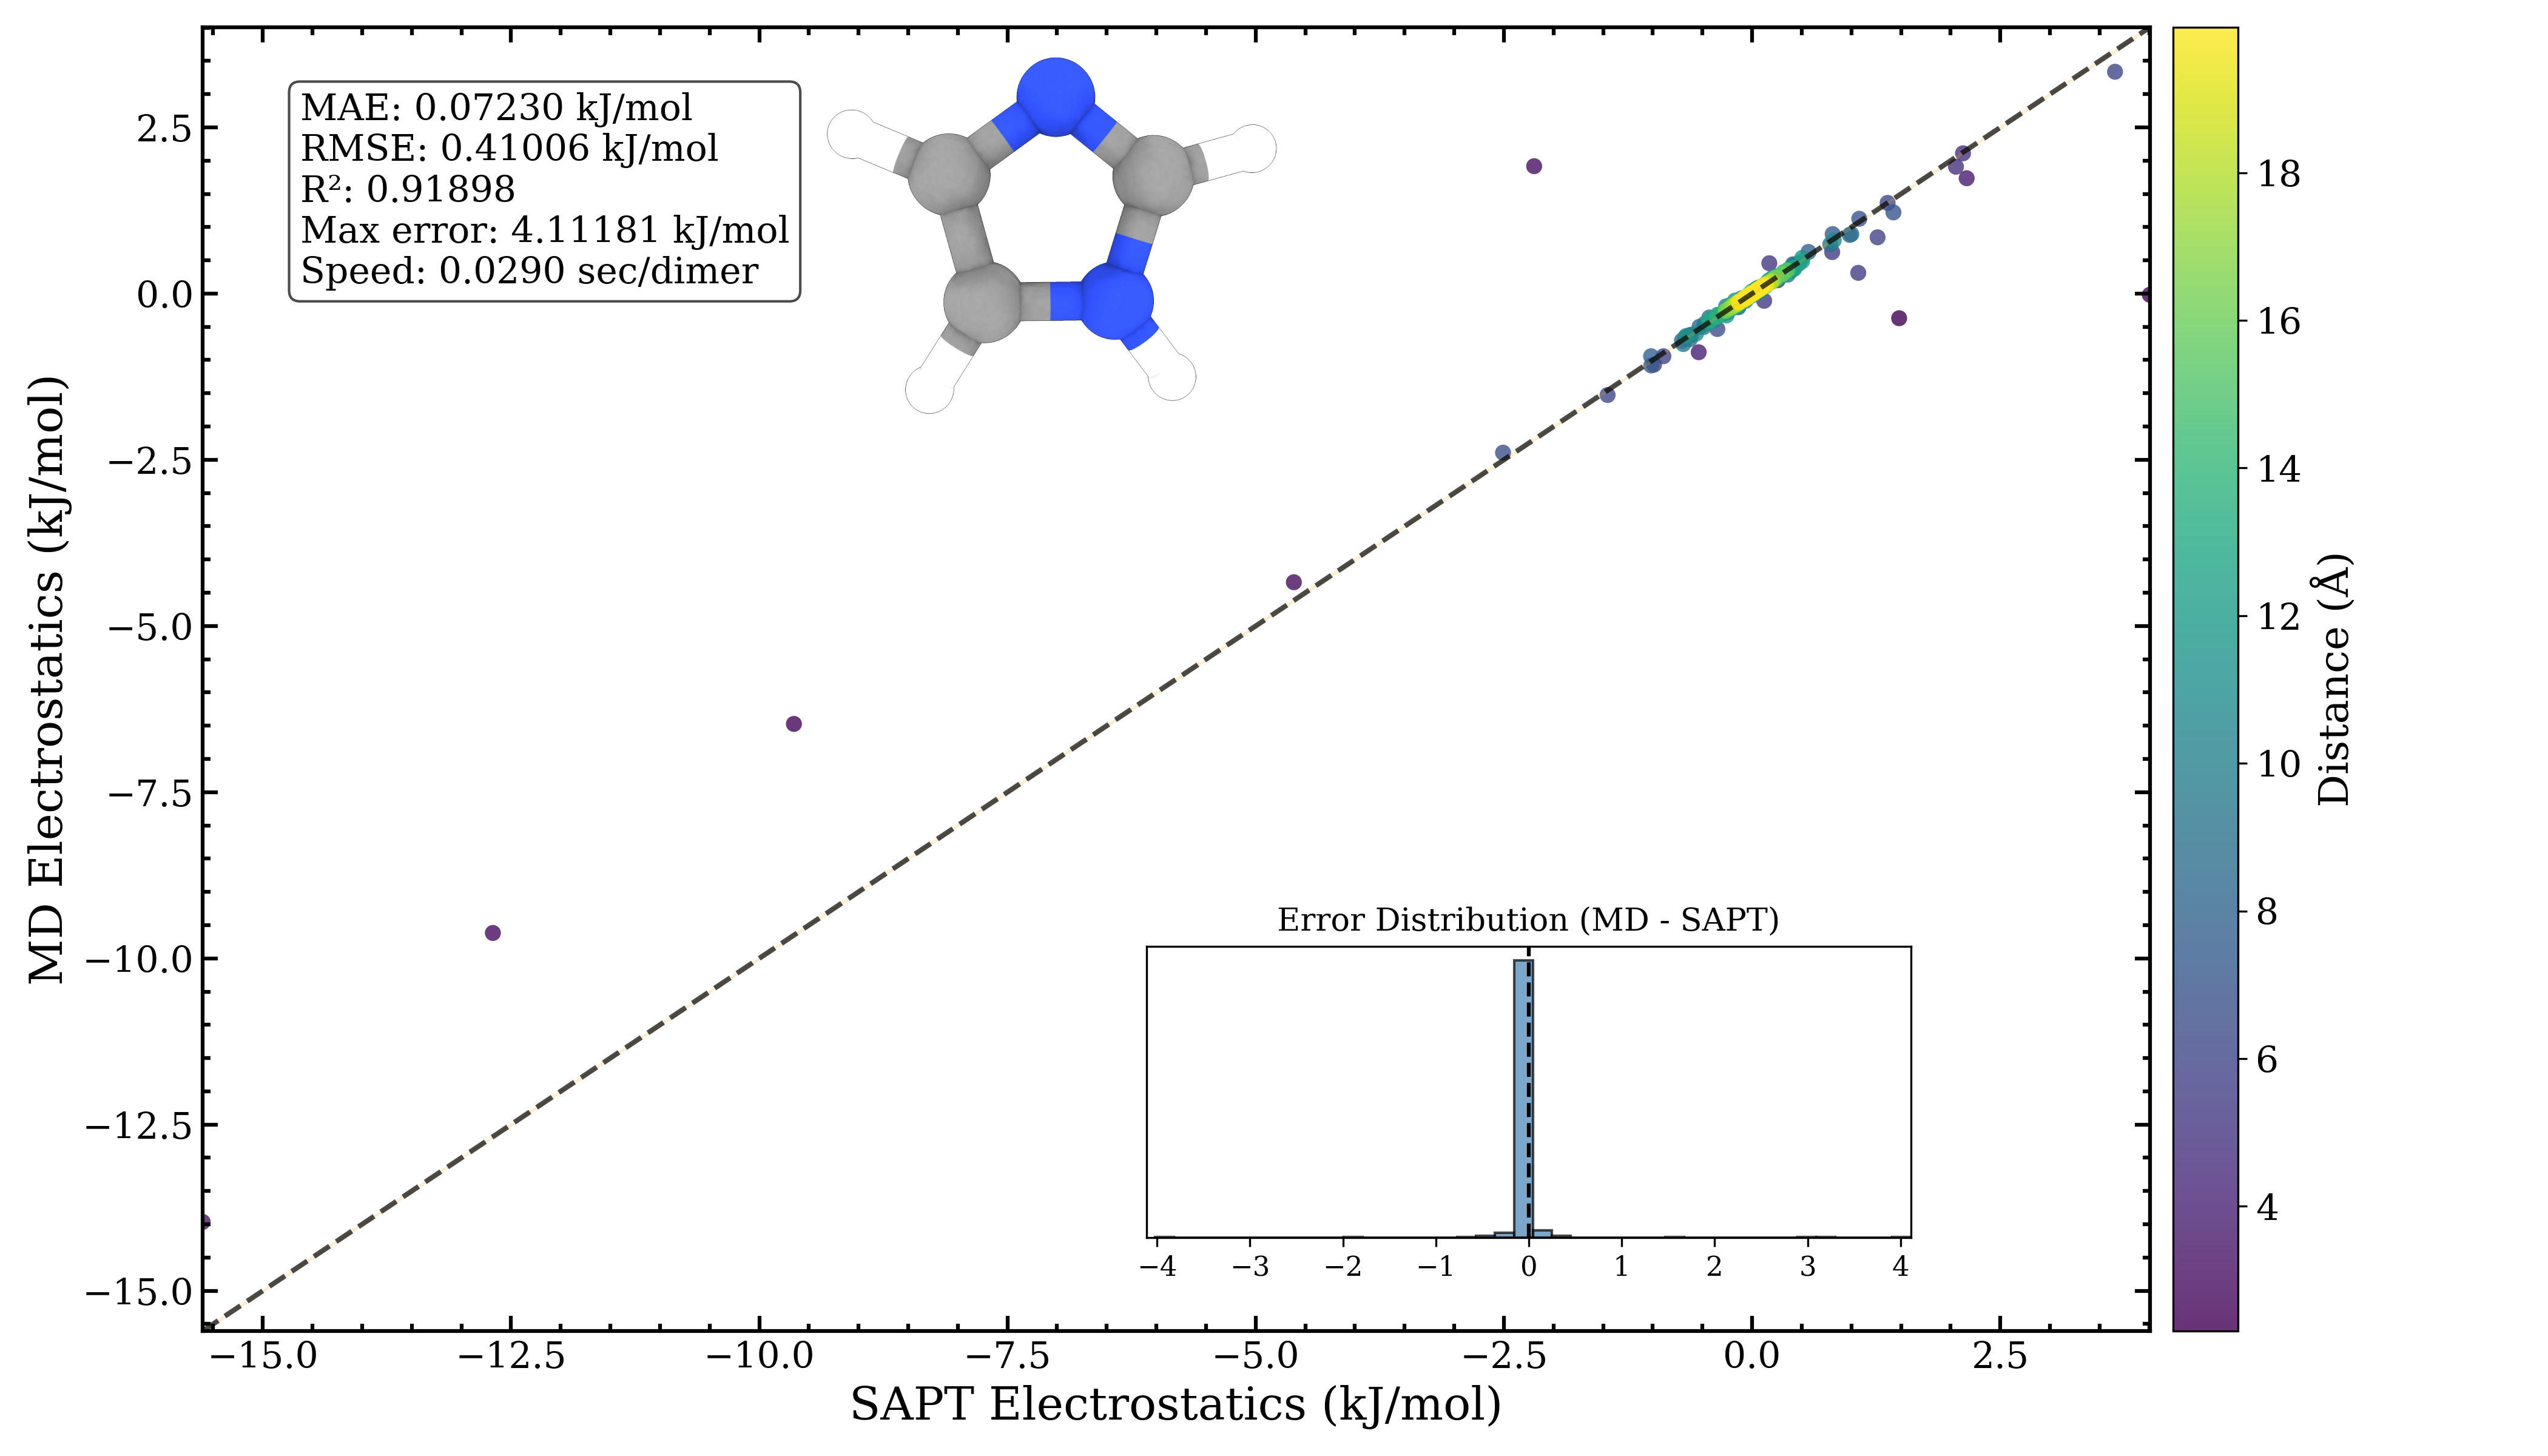 MAE: 0.07230 kJ/mol
RMSE: 0.41006 kJ/mol
R²: 0.91898
Max error: 4.11181 kJ/mol
Speed: 0.0290 sec/dimer
MD Electrostatics (kJ/mol)
2.5
0.0
−2.5
−5.0
−7.5
−10.0
−12.5
−15.0
Error Distribution (MD - SAPT)
−4 −3 −2 −1 0 1 2 3 4
−15.0 −12.5 −10.0 −7.5 −5.0 −2.5 0.0 2.5
SAPT Electrostatics (kJ/mol)
18
16
14
12
10
8
6
4
Distance (Å)